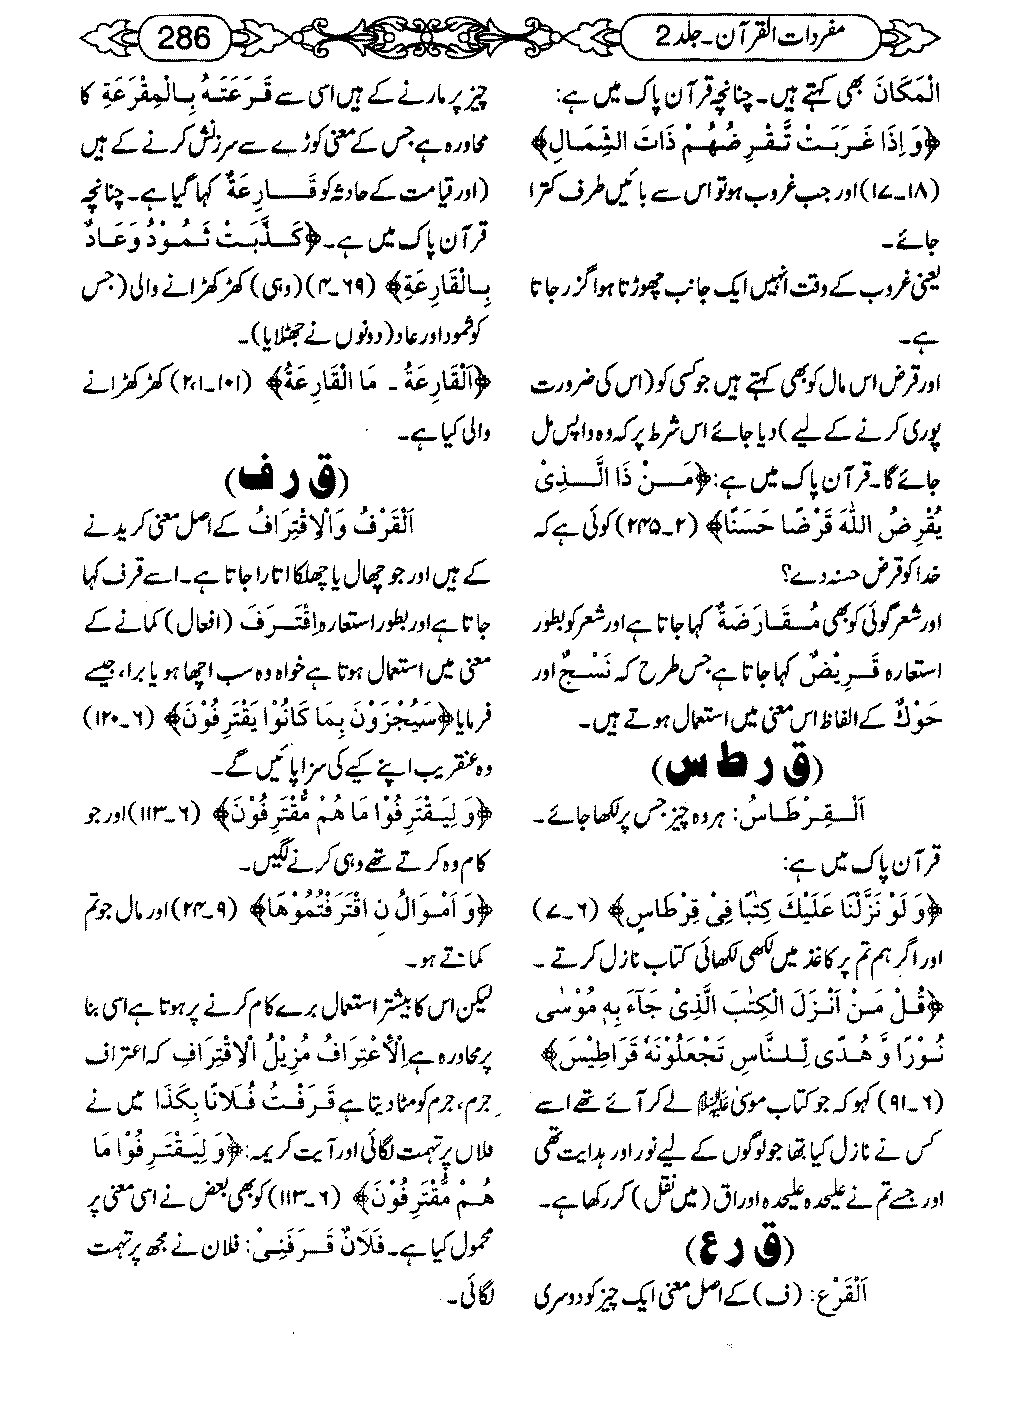 مفردات القرآن۔جلد 2
286
الْمَكَانَ بھی کہتے ہیں۔ چنانچہ قرآن پاک میں ہے:
﴿وَإِذَا غَرَبَتْ تَّقْرِضُهُمْ ذَاتَ الشِّمَالِ﴾
(۱۸۔۱۷) اور جب غروب ہو تو اس سے بائیں طرف کترا
جائے۔
یعنی غروب کے وقت انہیں ایک جانب چھوڑتا ہوا گزر جاتا
ہے۔
اور قرض اس مال کو بھی کہتے ہیں جو کسی کو (اس کی ضرورت
پوری کرنے کے لیے) دیا جائے اس شرط پر کہ وہ واپس مل
جائے گا۔ قرآن پاک میں ہے: ﴿مَنْ ذَا الَّذِىْ
يُقْرِضُ اللّٰهَ قَرْضًا حَسَنًا﴾ (۲۔۲۴۵) کوئی ہے کہ
خدا کو قرض حسنہ دے؟
اور شعر گوئی کو بھی مُقَارَضَةٌ کہا جاتا ہے اور شعر کو بطور
استعارہ قَرِيْضٌ کہا جاتا ہے جس طرح کہ نَسْجٌ اور
حَوْكٌ کے الفاظ اس معنی میں استعمال ہوتے ہیں۔
(ق ر ط س)
اَلْقِرْطَاسُ: ہر وہ چیز جس پر لکھا جائے۔
قرآن پاک میں ہے:
﴿وَ لَوْ نَزَّلْنَا عَلَيْكَ كِتٰبًا فِىْ قِرْطَاسٍ﴾ (۶۔۷)
اور اگر ہم تم پر کاغذ میں لکھی لکھائی کتاب نازل کرتے۔
﴿قُلْ مَنْ اَنْزَلَ الْكِتٰبَ الَّذِىْ جَآءَ بِهٖ مُوْسٰى
نُوْرًا وَّ هُدًى لِّلنَّاسِ تَجْعَلُوْنَهٗ قَرَاطِيْسَ﴾
(۶۔۹۱) کہو کہ جو کتاب موسیٰ علیہ السلام لے کر آئے تھے اسے
کس نے نازل کیا تھا جو لوگوں کے لیے نور اور ہدایت تھی
اور جسے تم نے علیحدہ علیحدہ اوراق (میں نقل) کر رکھا ہے۔
(ق ر ع)
اَلْقَرْعُ: (ف) کے اصل معنی ایک چیز کو دوسری
چیز پر مارنے کے ہیں اسی سے قَرَعْتَهُ بِالْمِقْرَعَةِ کا
محاورہ ہے جس کے معنی کوڑے سے سرزنش کرنے کے ہیں
(اور قیامت کے حادثہ کو قَارِعَةٌ کہا گیا ہے۔ چنانچہ
قرآن پاک میں ہے۔ ﴿كَذَّبَتْ ثَمُوْدُ وَعَادٌ
بِالْقَارِعَةِ﴾ (۶۹۔۴) (وہی) کھڑکھڑانے والی (جس
کو ثمود اور عاد (دونوں نے جھٹلایا)۔
﴿اَلْقَارِعَةُ ۔ مَا الْقَارِعَةُ﴾ (۱۰۱۔۲،۱) کھڑکھڑانے
والی کیا ہے۔
(ق ر ف)
اَلْقَرْفُ وَالْاِقْتِرَافُ کے اصل معنی کریدنے
کے ہیں اور جو چھال یا چھلکا اتارا جاتا ہے۔ اسے قرف کہا
جاتا ہے اور بطور استعارہ اِقْتَرَفَ (افعال) کمانے کے
معنی میں استعمال ہوتا ہے خواہ وہ سب اچھا ہو یا برا، جیسے
فرمایا ﴿سَيُجْزَوْنَ بِمَا كَانُوْا يَقْتَرِفُوْنَ﴾ (۶۔۱۲۰)
وہ عنقریب اپنے کیے کی سزا پائیں گے۔
﴿وَ لِيَقْتَرِفُوْا مَا هُمْ مُّقْتَرِفُوْنَ﴾ (۶۔۱۱۳) اور جو
کام وہ کرتے تھے وہی کرنے لگیں۔
﴿وَ اَمْوَالُ نِ اقْتَرَفْتُمُوْهَا﴾ (۹۔۲۴) اور مال جو تم
کماتے ہو۔
لیکن اس کا بیشتر استعمال برے کام کرنے پر ہوتا ہے اسی بنا
پر محاورہ ہے اِلْاِعْتِرَافُ مُزِيْلُ الْاِقْتِرَافِ کہ اعتراف
جرم، جرم کو مٹا دیتا ہے قَرَفْتُ فُلَانًا بِكَذَا میں نے
فلاں پر تہمت لگائی اور آیت کریمہ: ﴿وَ لِيَقْتَرِفُوْا مَا
هُمْ مُّقْتَرِفُوْنَ﴾ (۶۔۱۱۳) کو بھی بعض نے اسی معنی پر
محمول کیا ہے۔ فَلَانٌ قَرَفَنِىْ: فلان نے مجھ پر تہمت
لگائی۔